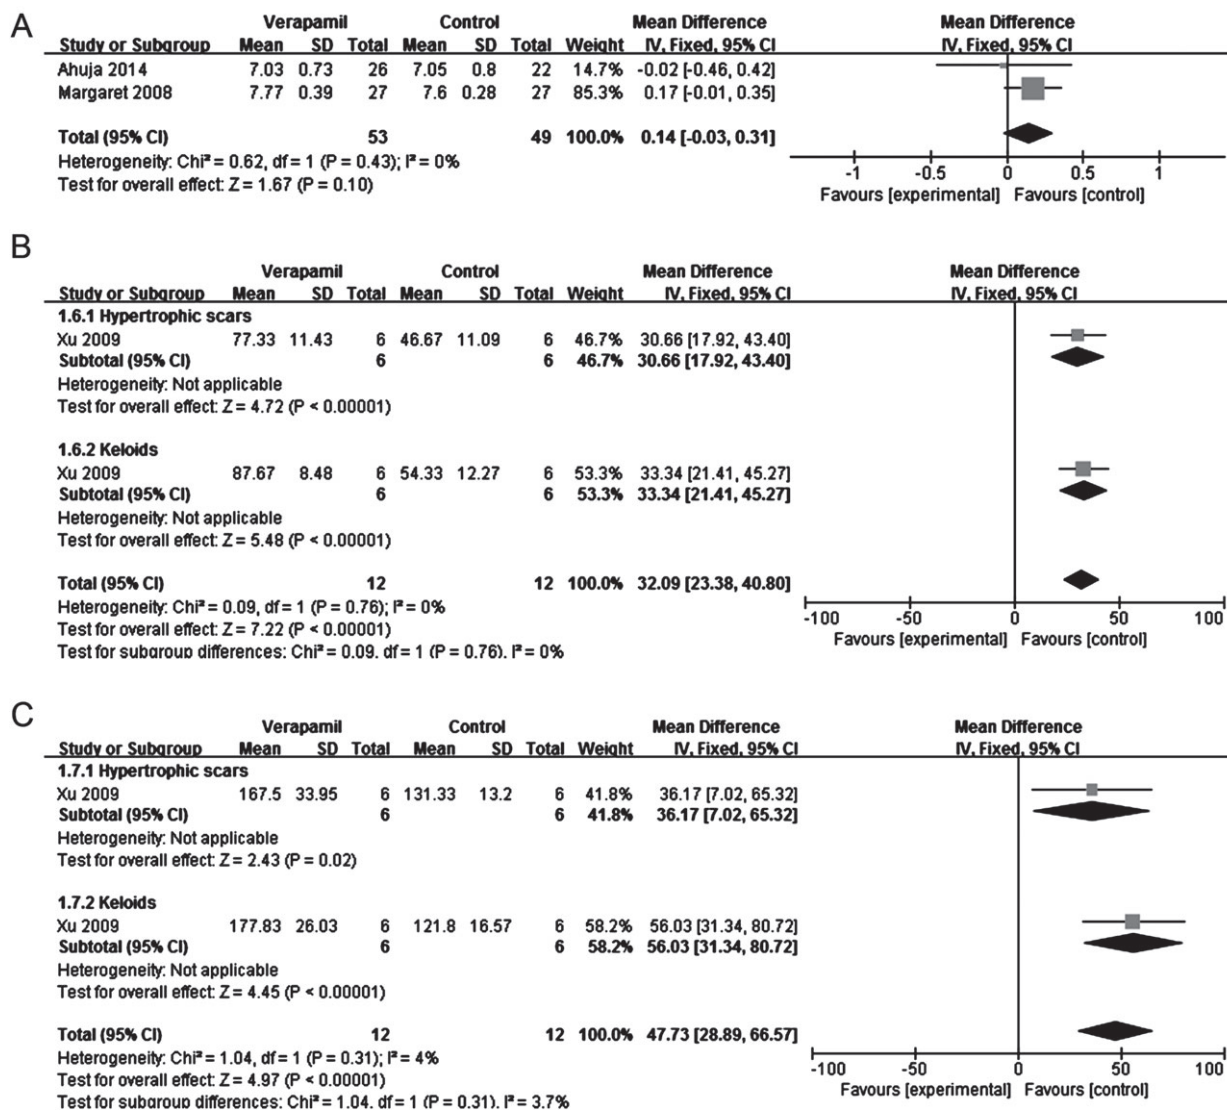 A
Verapamil Control Mean Difference Mean Difference
Study or Subgroup Mean SD Total Mean SD Total Weight IV, Fixed, 95% CI IV, Fixed, 95% CI
Ahuja 2014 7.03 0.73 26 7.05 0.8 22 14.7% -0.02 [-0.46, 0.42]
Margaret 2008 7.77 0.39 27 7.6 0.28 27 85.3% 0.17 [-0.01, 0.35]
Total (95% CI) 53 49 100.0% 0.14 [-0.03, 0.31]
Heterogeneity: Chi² = 0.62, df = 1 (P = 0.43); I² = 0%
Test for overall effect: Z = 1.67 (P = 0.10)
-1 -0.5 0 0.5 1
Favours [experimental] Favours [control]
B
Verapamil Control Mean Difference Mean Difference
Study or Subgroup Mean SD Total Mean SD Total Weight IV, Fixed, 95% CI IV, Fixed, 95% CI
1.6.1 Hypertrophic scars
Xu 2009 77.33 11.43 6 46.67 11.09 6 46.7% 30.66 [17.92, 43.40]
Subtotal (95% CI) 6 6 46.7% 30.66 [17.92, 43.40]
Heterogeneity: Not applicable
Test for overall effect: Z = 4.72 (P < 0.00001)
1.6.2 Keloids
Xu 2009 87.67 8.48 6 54.33 12.27 6 53.3% 33.34 [21.41, 45.27]
Subtotal (95% CI) 6 6 53.3% 33.34 [21.41, 45.27]
Heterogeneity: Not applicable
Test for overall effect: Z = 5.48 (P < 0.00001)
Total (95% CI) 12 12 100.0% 32.09 [23.38, 40.80]
Heterogeneity: Chi² = 0.09, df = 1 (P = 0.76); I² = 0%
Test for overall effect: Z = 7.22 (P < 0.00001)
Test for subgroup differences: Chi² = 0.09, df = 1 (P = 0.76), I² = 0%
-100 -50 0 50 100
Favours [experimental] Favours [control]
C
Verapamil Control Mean Difference Mean Difference
Study or Subgroup Mean SD Total Mean SD Total Weight IV, Fixed, 95% CI IV, Fixed, 95% CI
1.7.1 Hypertrophic scars
Xu 2009 167.5 33.95 6 131.33 13.2 6 41.8% 36.17 [7.02, 65.32]
Subtotal (95% CI) 6 6 41.8% 36.17 [7.02, 65.32]
Heterogeneity: Not applicable
Test for overall effect: Z = 2.43 (P = 0.02)
1.7.2 Keloids
Xu 2009 177.83 26.03 6 121.8 16.57 6 58.2% 56.03 [31.34, 80.72]
Subtotal (95% CI) 6 6 58.2% 56.03 [31.34, 80.72]
Heterogeneity: Not applicable
Test for overall effect: Z = 4.45 (P < 0.00001)
Total (95% CI) 12 12 100.0% 47.73 [28.89, 66.57]
Heterogeneity: Chi² = 1.04, df = 1 (P = 0.31); I² = 4%
Test for overall effect: Z = 4.97 (P < 0.00001)
Test for subgroup differences: Chi² = 1.04, df = 1 (P = 0.31), I² = 3.7%
-100 -50 0 50 100
Favours [experimental] Favours [control]